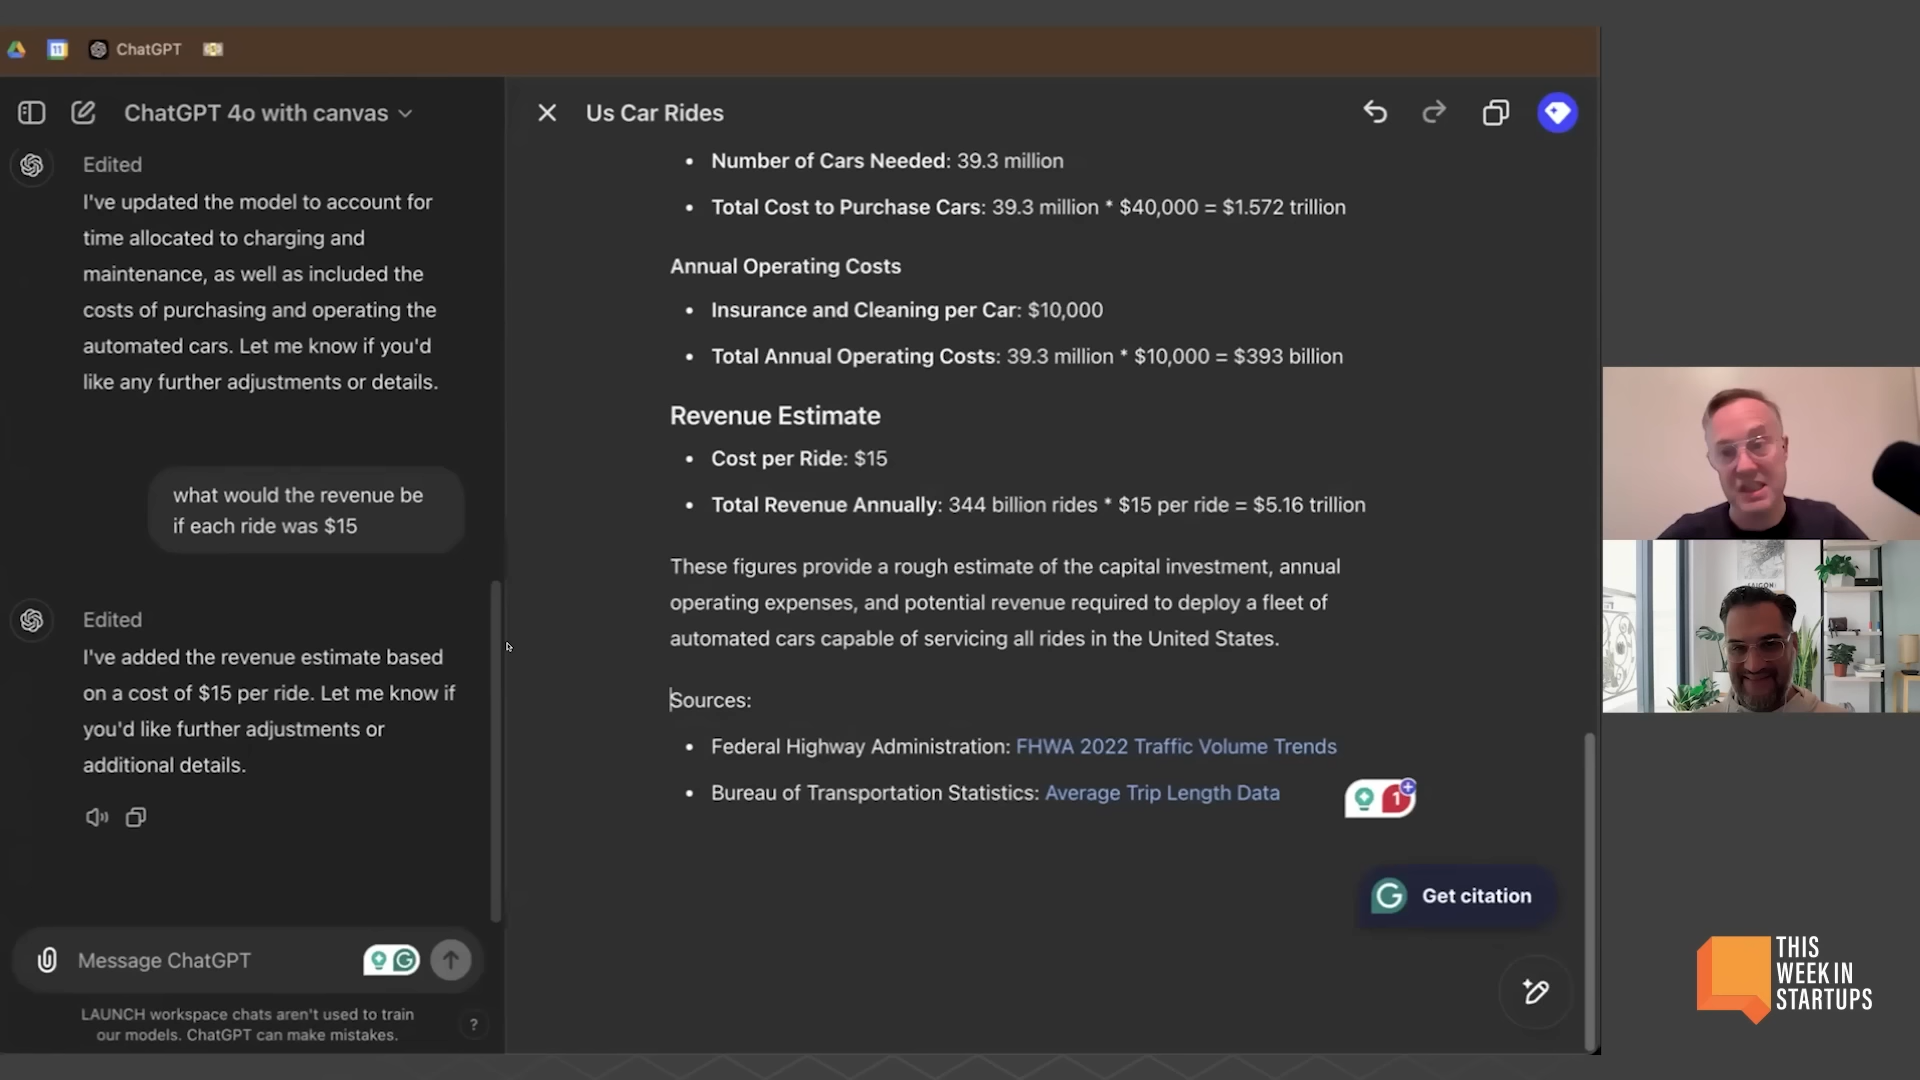 11
ChatGPT
ChatGPT 4o with canvas
Edited
I've updated the model to account for
time allocated to charging and
maintenance, as well as included the
costs of purchasing and operating the
automated cars. Let me know if you'd
like any further adjustments or details.
what would the revenue be
if each ride was $15
Edited
I've added the revenue estimate based
on a cost of $15 per ride. Let me know if
you'd like further adjustments or
additional details.
Message ChatGPT
LAUNCH workspace chats aren't used to train
our models. ChatGPT can make mistakes.
?
Us Car Rides
• Number of Cars Needed: 39.3 million
• Total Cost to Purchase Cars: 39.3 million * $40,000 = $1.572 trillion
Annual Operating Costs
• Insurance and Cleaning per Car: $10,000
• Total Annual Operating Costs: 39.3 million * $10,000 = $393 billion
Revenue Estimate
• Cost per Ride: $15
• Total Revenue Annually: 344 billion rides * $15 per ride = $5.16 trillion
These figures provide a rough estimate of the capital investment, annual
operating expenses, and potential revenue required to deploy a fleet of
automated cars capable of servicing all rides in the United States.
Sources:
• Federal Highway Administration: FHWA 2022 Traffic Volume Trends
• Bureau of Transportation Statistics: Average Trip Length Data
1
Get citation
THIS
WEEK IN
STARTUPS